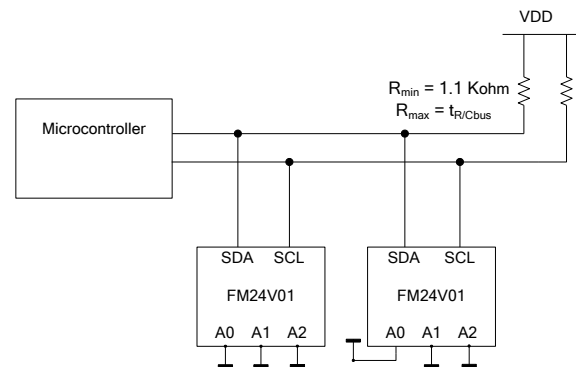 VDD
R_min = 1.1 Kohm
R_max = t_R/Cbus
Microcontroller
SDA SCL
FM24V01
A0 A1 A2
SDA SCL
FM24V01
A0 A1 A2